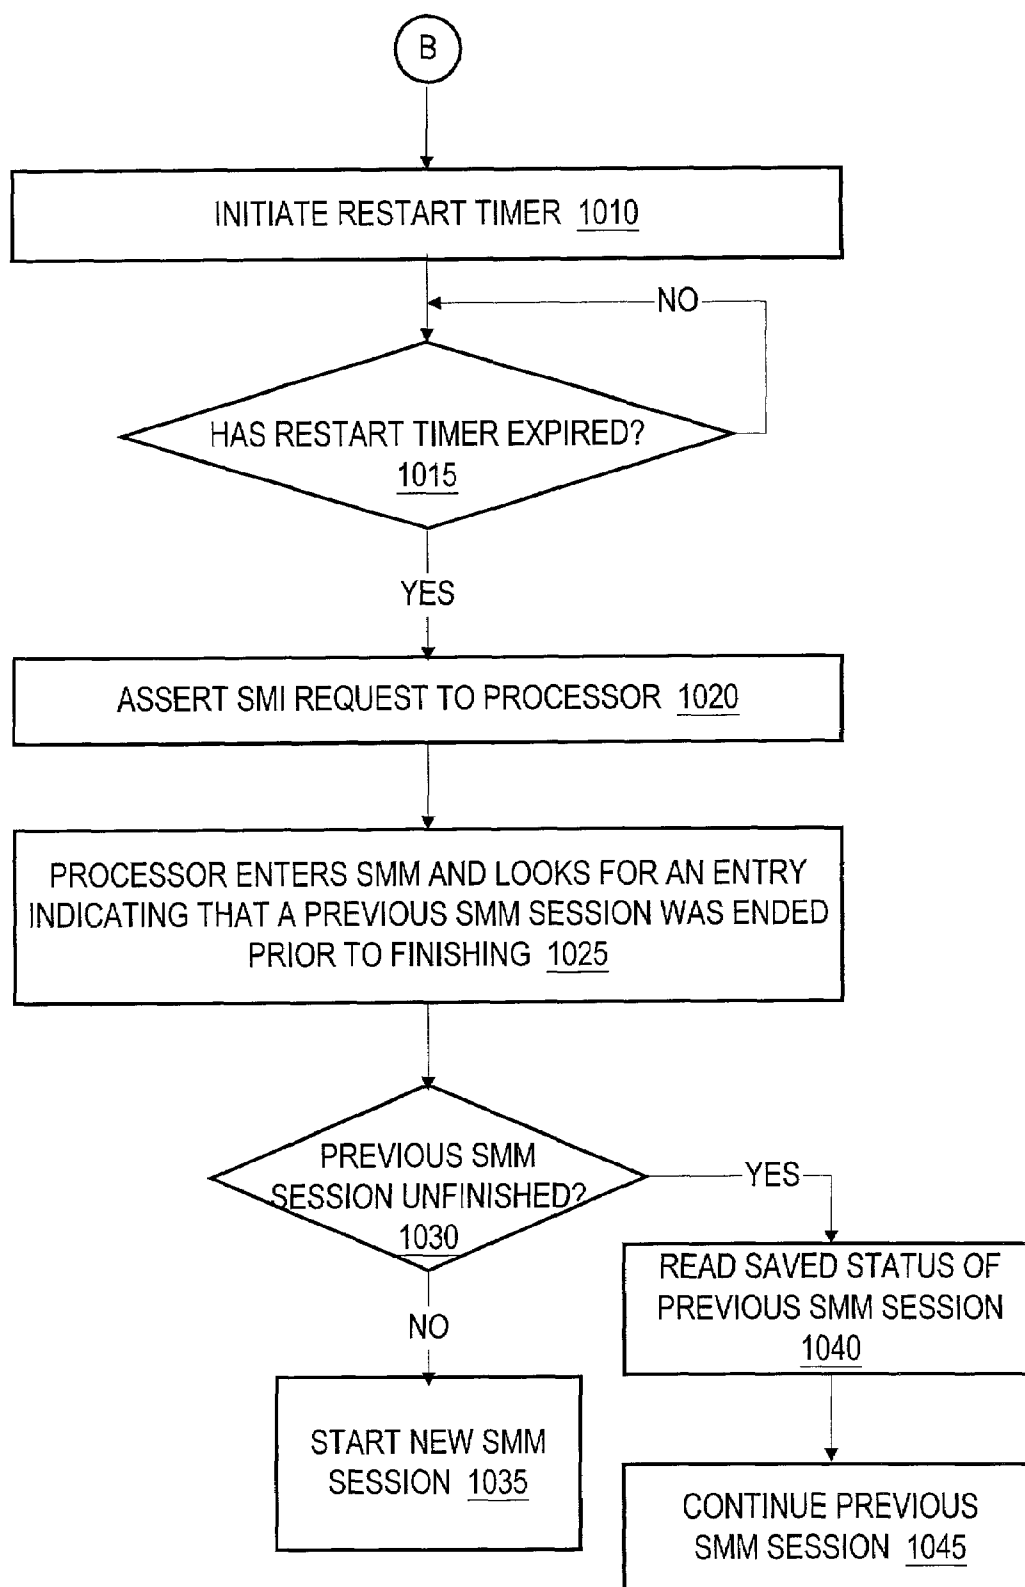 B
INITIATE RESTART TIMER 1010
NO
HAS RESTART TIMER EXPIRED?
1015
YES
ASSERT SMI REQUEST TO PROCESSOR 1020
PROCESSOR ENTERS SMM AND LOOKS FOR AN ENTRY
INDICATING THAT A PREVIOUS SMM SESSION WAS ENDED
PRIOR TO FINISHING 1025
PREVIOUS SMM
SESSION UNFINISHED?
1030
YES
NO
READ SAVED STATUS OF
PREVIOUS SMM SESSION
1040
START NEW SMM
SESSION 1035
CONTINUE PREVIOUS
SMM SESSION 1045